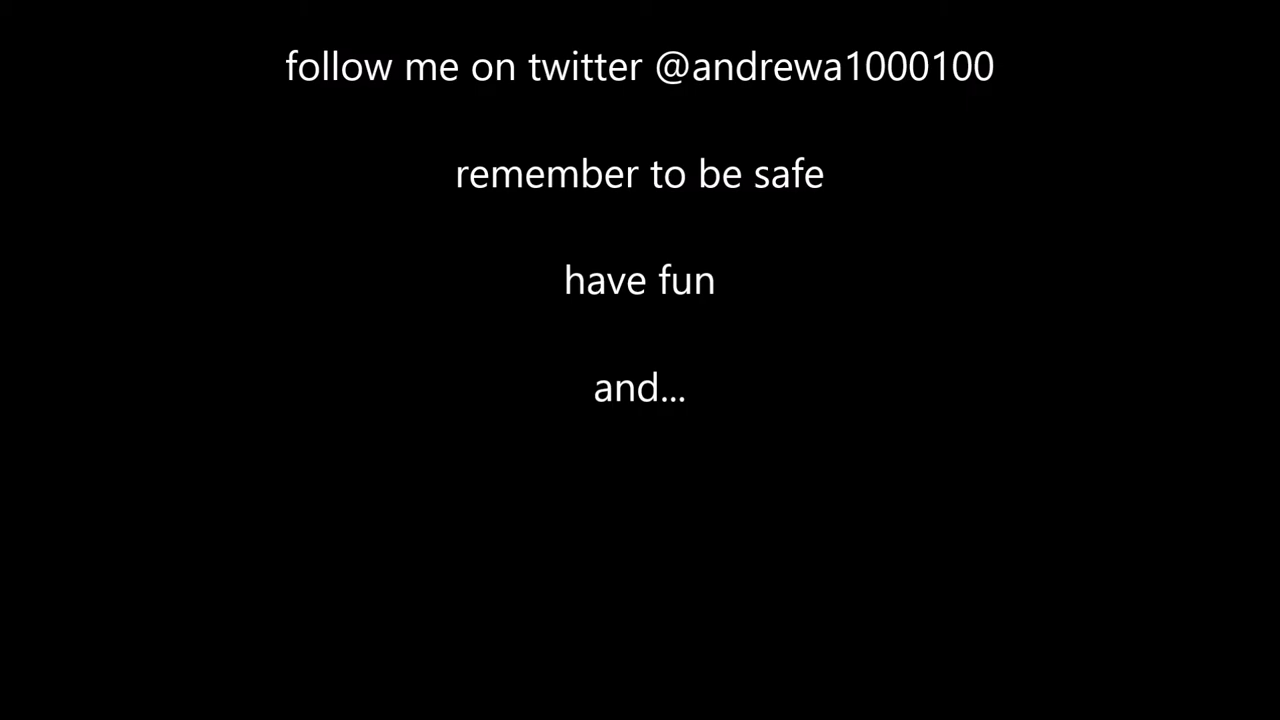 follow me on twitter @andrewa1000100
remember to be safe
have fun
and...